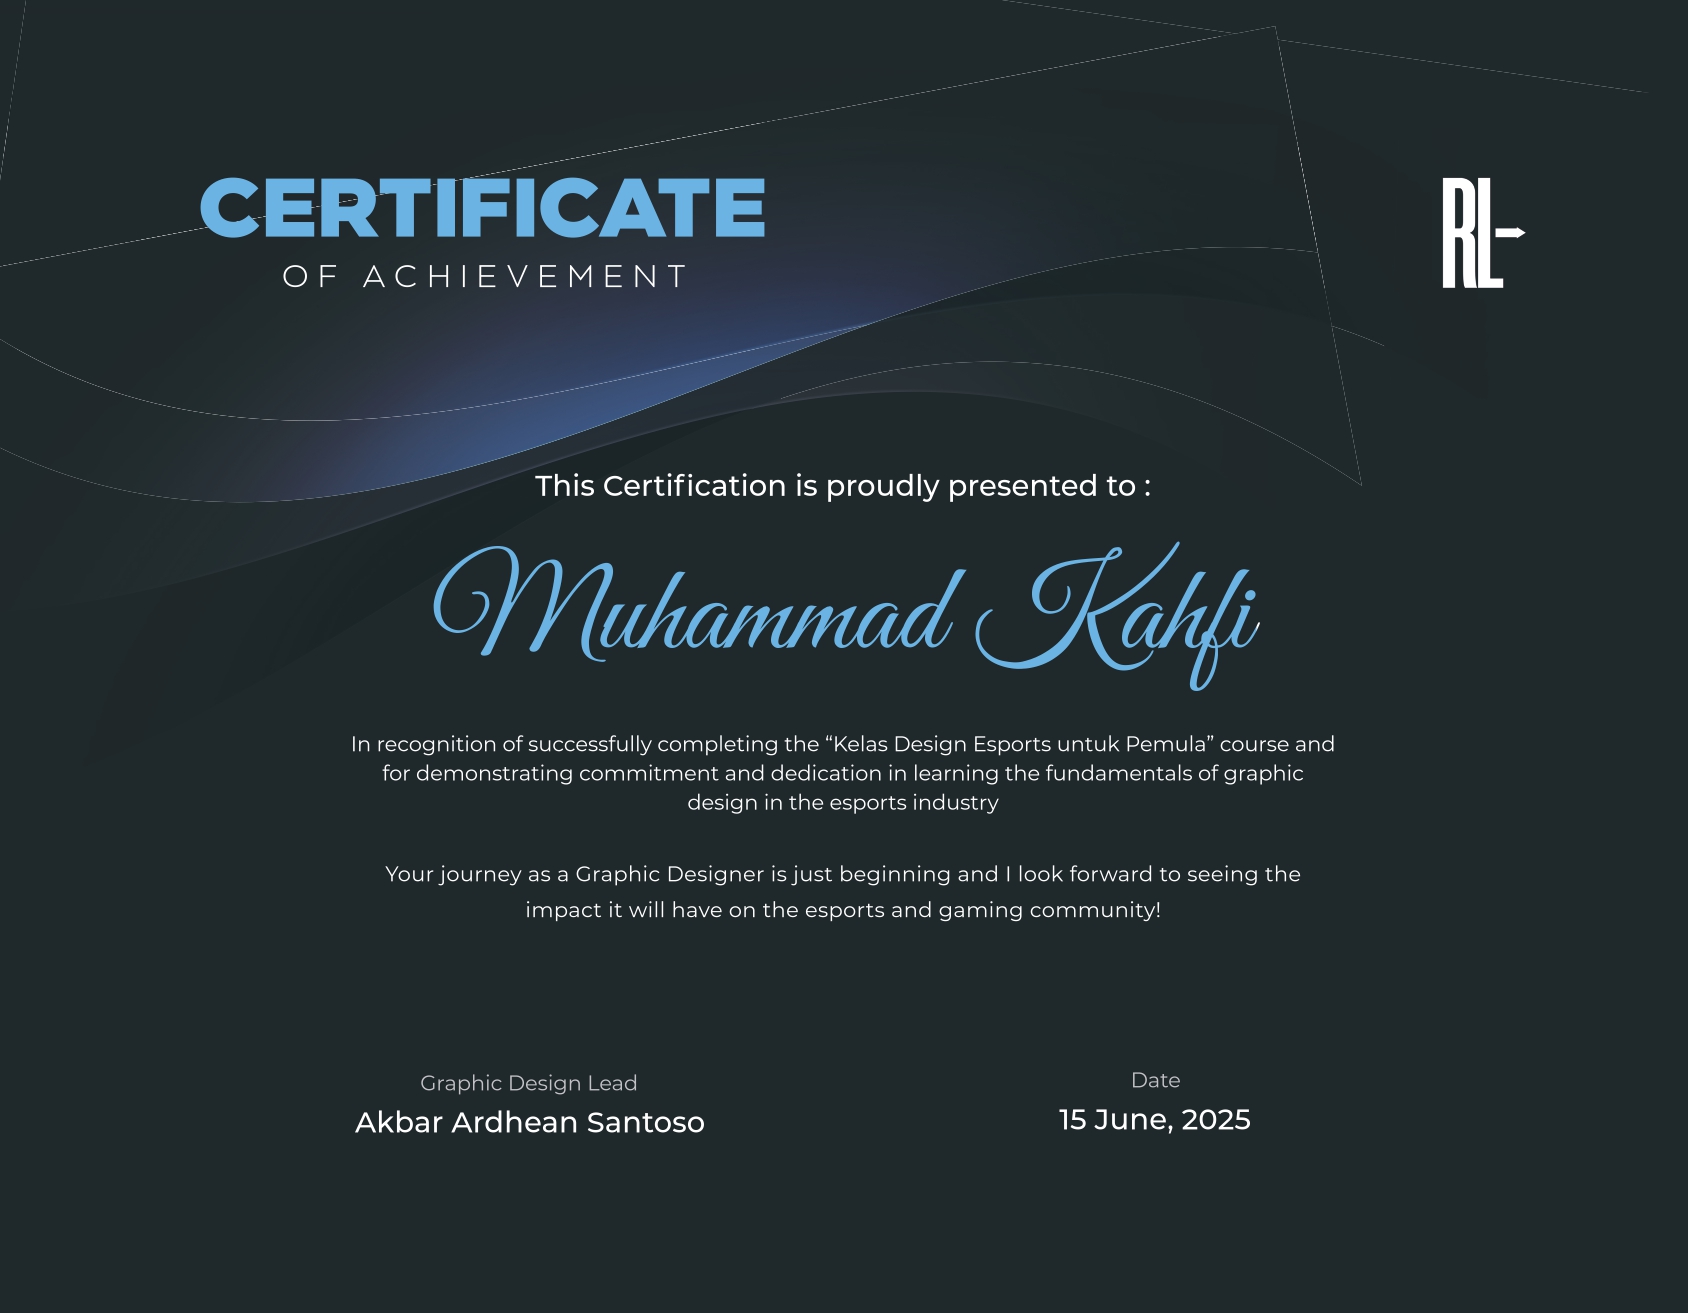 CERTIFICATE
OF ACHIEVEMENT
RL
This Certification is proudly presented to :
Muhammad Kahfi
In recognition of successfully completing the “Kelas Design Esports untuk Pemula” course and
for demonstrating commitment and dedication in learning the fundamentals of graphic
design in the esports industry
Your journey as a Graphic Designer is just beginning and I look forward to seeing the
impact it will have on the esports and gaming community!
Graphic Design Lead
Akbar Ardhean Santoso
Date
15 June, 2025